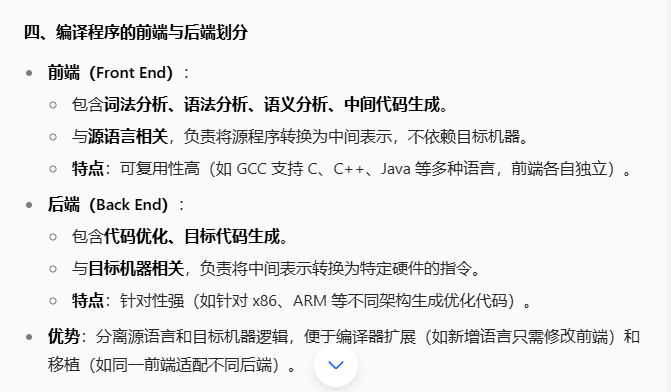 四、编译程序的前端与后端划分
前端（Front End）:
包含词法分析、语法分析、语义分析、中间代码生成。
与源语言相关，负责将源程序转换为中间表示，不依赖目标机器。
特点：可复用性高（如 GCC 支持 C、C++、Java 等多种语言，前端各自独立）。
后端（Back End）:
包含代码优化、目标代码生成。
与目标机器相关，负责将中间表示转换为特定硬件的指令。
特点：针对性强（如针对 x86、ARM 等不同架构生成优化代码）。
优势：分离源语言和目标机器逻辑，便于编译器扩展（如新增语言只需修改前端）和
移植（如同一前端适配不同后端）。